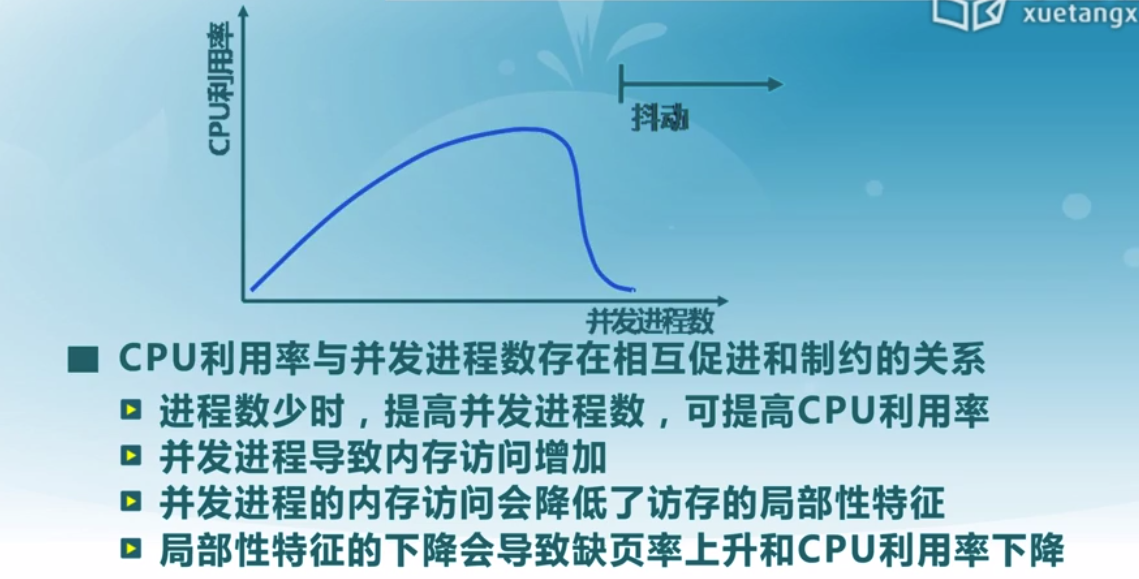 xuetangx
CPU利用率
抖动
并发进程数
CPU利用率与并发进程数存在相互促进和制约的关系
进程数少时，提高并发进程数，可提高CPU利用率
并发进程导致内存访问增加
并发进程的内存访问会降低了访存的局部性特征
局部性特征的下降会导致缺页率上升和CPU利用率下降